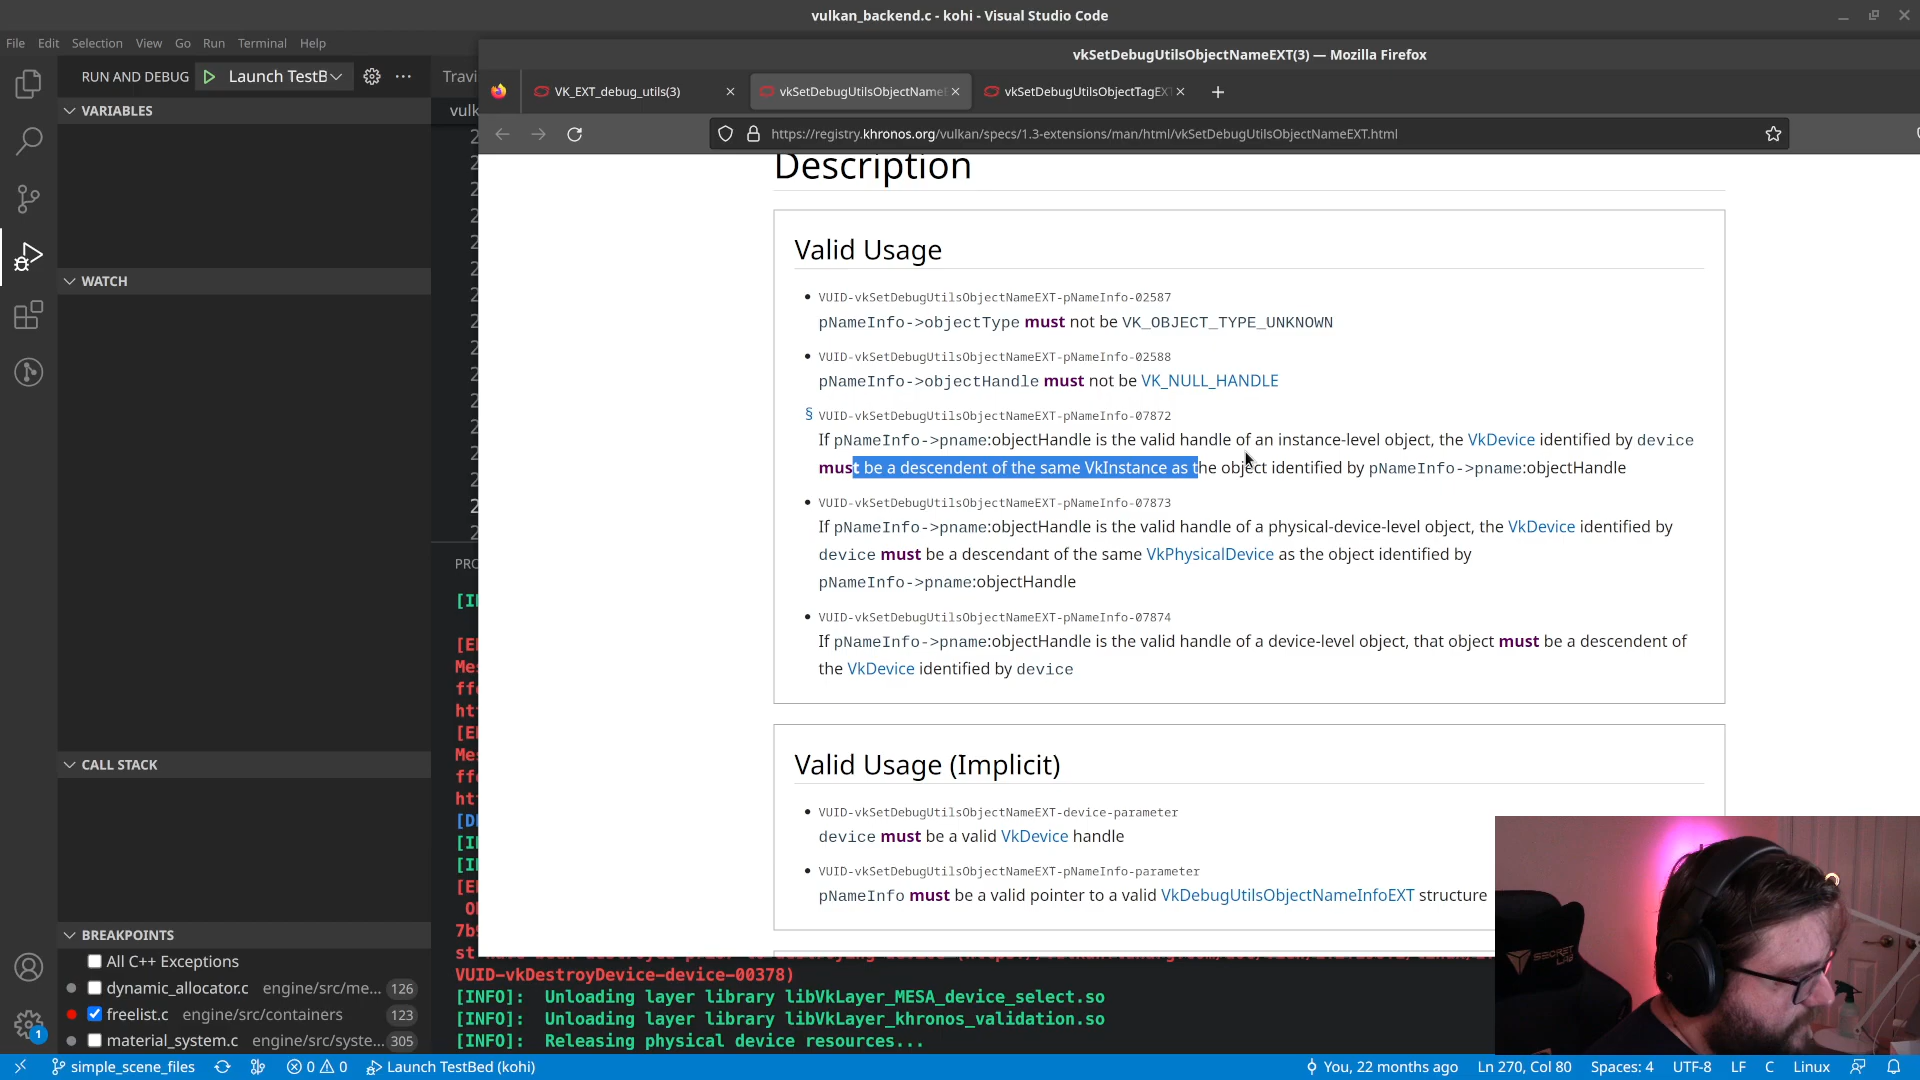 vulkan_backend.c - kohi - Visual Studio Code
File Edit Selection View Go Run Terminal Help
vkSetDebugUtilsObjectNameEXT(3) — Mozilla Firefox
RUN AND DEBUG Launch TestB
VK_EXT_debug_utils(3) vkSetDebugUtilsObjectName vkSetDebugUtilsObjectTagEX
VARIABLES
https://registry.khronos.org/vulkan/specs/1.3-extensions/man/html/vkSetDebugUtilsObjectNameEXT.html
Description
Valid Usage
WATCH
VUID-vkSetDebugUtilsObjectNameEXT-pNameInfo-02587
pNameInfo->objectType must not be VK_OBJECT_TYPE_UNKNOWN
VUID-vkSetDebugUtilsObjectNameEXT-pNameInfo-02588
pNameInfo->objectHandle must not be VK_NULL_HANDLE
§ VUID-vkSetDebugUtilsObjectNameEXT-pNameInfo-07872
If pNameInfo->pname:objectHandle is the valid handle of an instance-level object, the VkDevice identified by device
must be a descendent of the same VkInstance as the object identified by pNameInfo->pname:objectHandle
VUID-vkSetDebugUtilsObjectNameEXT-pNameInfo-07873
If pNameInfo->pname:objectHandle is the valid handle of a physical-device-level object, the VkDevice identified by
device must be a descendant of the same VkPhysicalDevice as the object identified by
pNameInfo->pname:objectHandle
VUID-vkSetDebugUtilsObjectNameEXT-pNameInfo-07874
If pNameInfo->pname:objectHandle is the valid handle of a device-level object, that object must be a descendent of
the VkDevice identified by device
Valid Usage (Implicit)
VUID-vkSetDebugUtilsObjectNameEXT-device-parameter
device must be a valid VkDevice handle
VUID-vkSetDebugUtilsObjectNameEXT-pNameInfo-parameter
pNameInfo must be a valid pointer to a valid VkDebugUtilsObjectNameInfoEXT structure
CALL STACK
BREAKPOINTS
All C++ Exceptions
dynamic_allocator.c engine/src/me... 126
freelist.c engine/src/containers 123
material_system.c engine/src/syste... 305
VUID-vkDestroyDevice-device-00378)
[INFO]: Unloading layer library libVkLayer_MESA_device_select.so
[INFO]: Unloading layer library libVkLayer_khronos_validation.so
[INFO]: Releasing physical device resources...
simple_scene_files 0 0 Launch TestBed (kohi) You, 22 months ago Ln 270, Col 80 Spaces: 4 UTF-8 LF C Linux